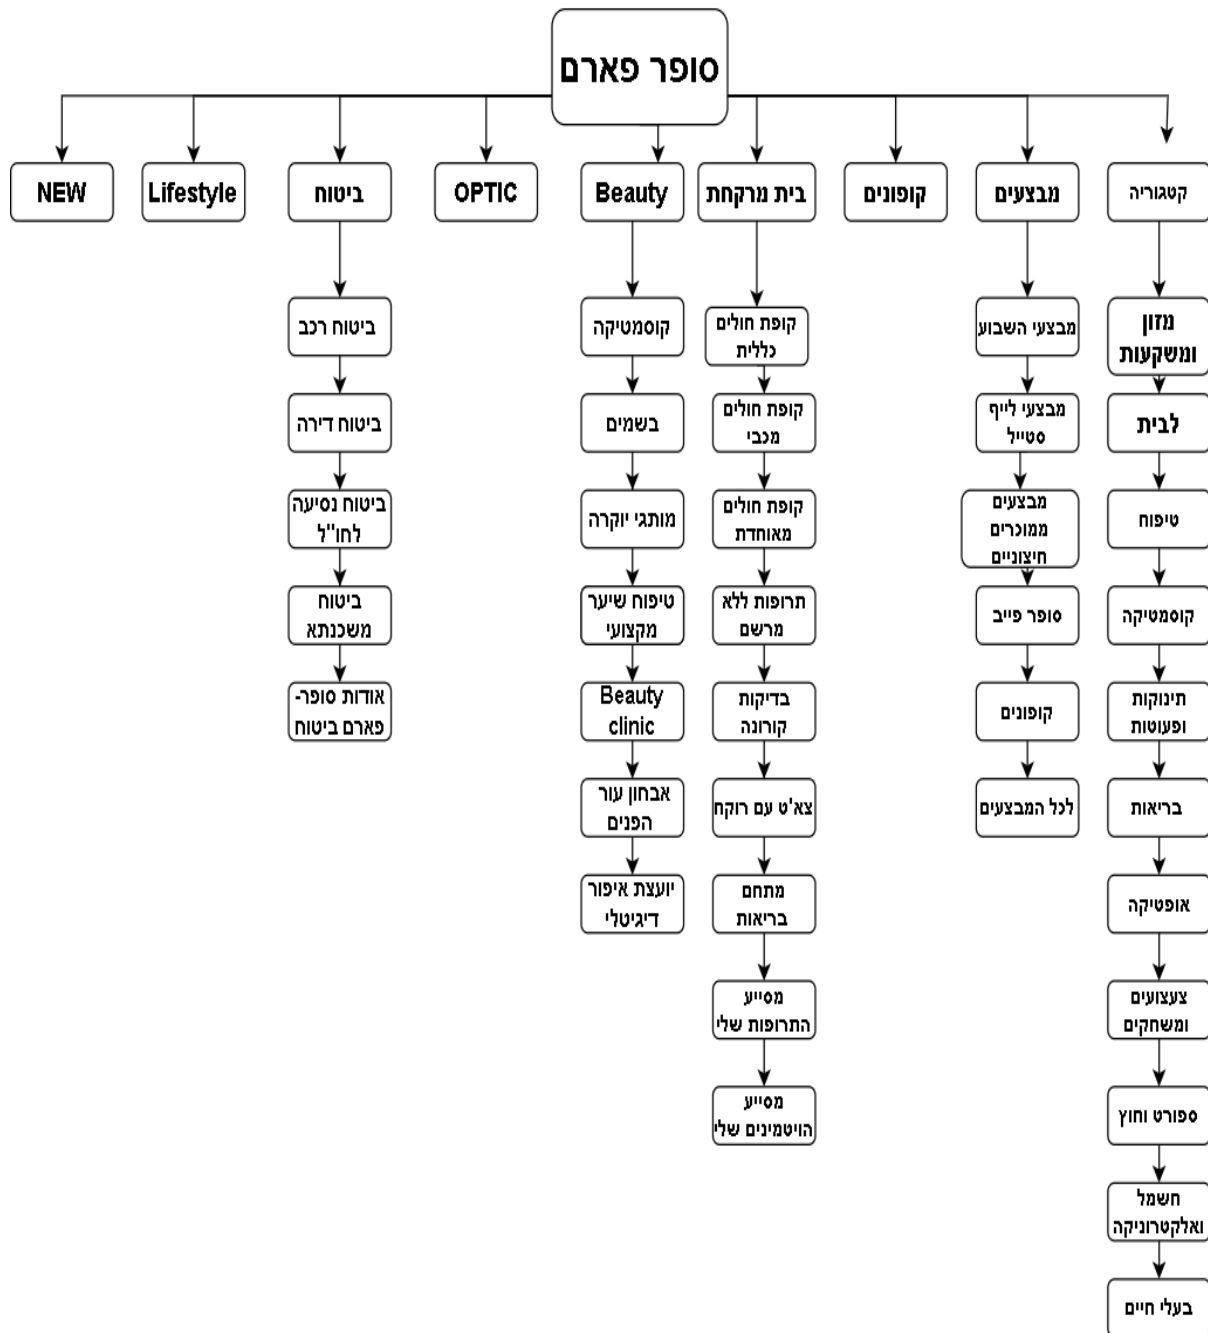 סופר פארם
קטגוריה
מבצעים
קופונים
בית מרקחת
Beauty
OPTIC
ביטוח
Lifestyle
NEW
מזון
ומשקעות
לבית
טיפוח
קוסמטיקה
תינוקות
ופעוטות
בריאות
אופטיקה
צעצועים
ומשחקים
ספורט וחוץ
חשמל
ואלקטרוניקה
בעלי חיים
מבצעי השבוע
מבצעי לייף
סטייל
מבצעים
ממוכרים
חיצוניים
סופר פייב
קופונים
לכל המבצעים
קופת חולים
כללית
קופת חולים
מכבי
קופת חולים
מאוחדת
תרופות ללא
מרשם
בדיקות
קורונה
צא'ט עם רוקח
מתחם
בריאות
מסייע
התרופות שלי
מסייע
הויטמינים שלי
קוסמטיקה
בשמים
מותגי יוקרה
טיפוח שיער
מקצועי
Beauty
clinic
אבחון עור
הפנים
יועצת איפור
דיגיטלי
ביטוח רכב
ביטוח דירה
ביטוח נסיעה
לחו"ל
ביטוח
משכנתא
אודות סופר-
פארם ביטוח